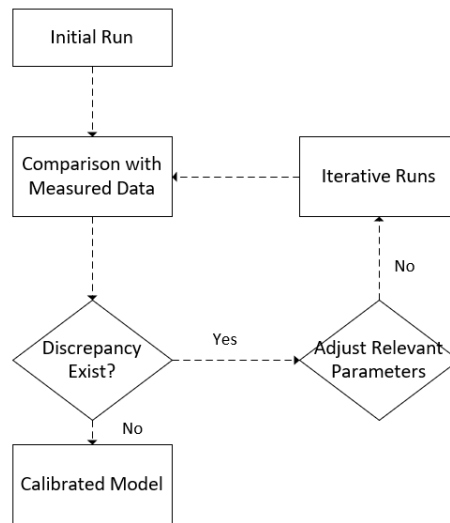 Initial Run
Comparison with
Measured Data
Iterative Runs
No
Discrepancy
Exist?
Yes
Adjust Relevant
Parameters
No
Calibrated Model